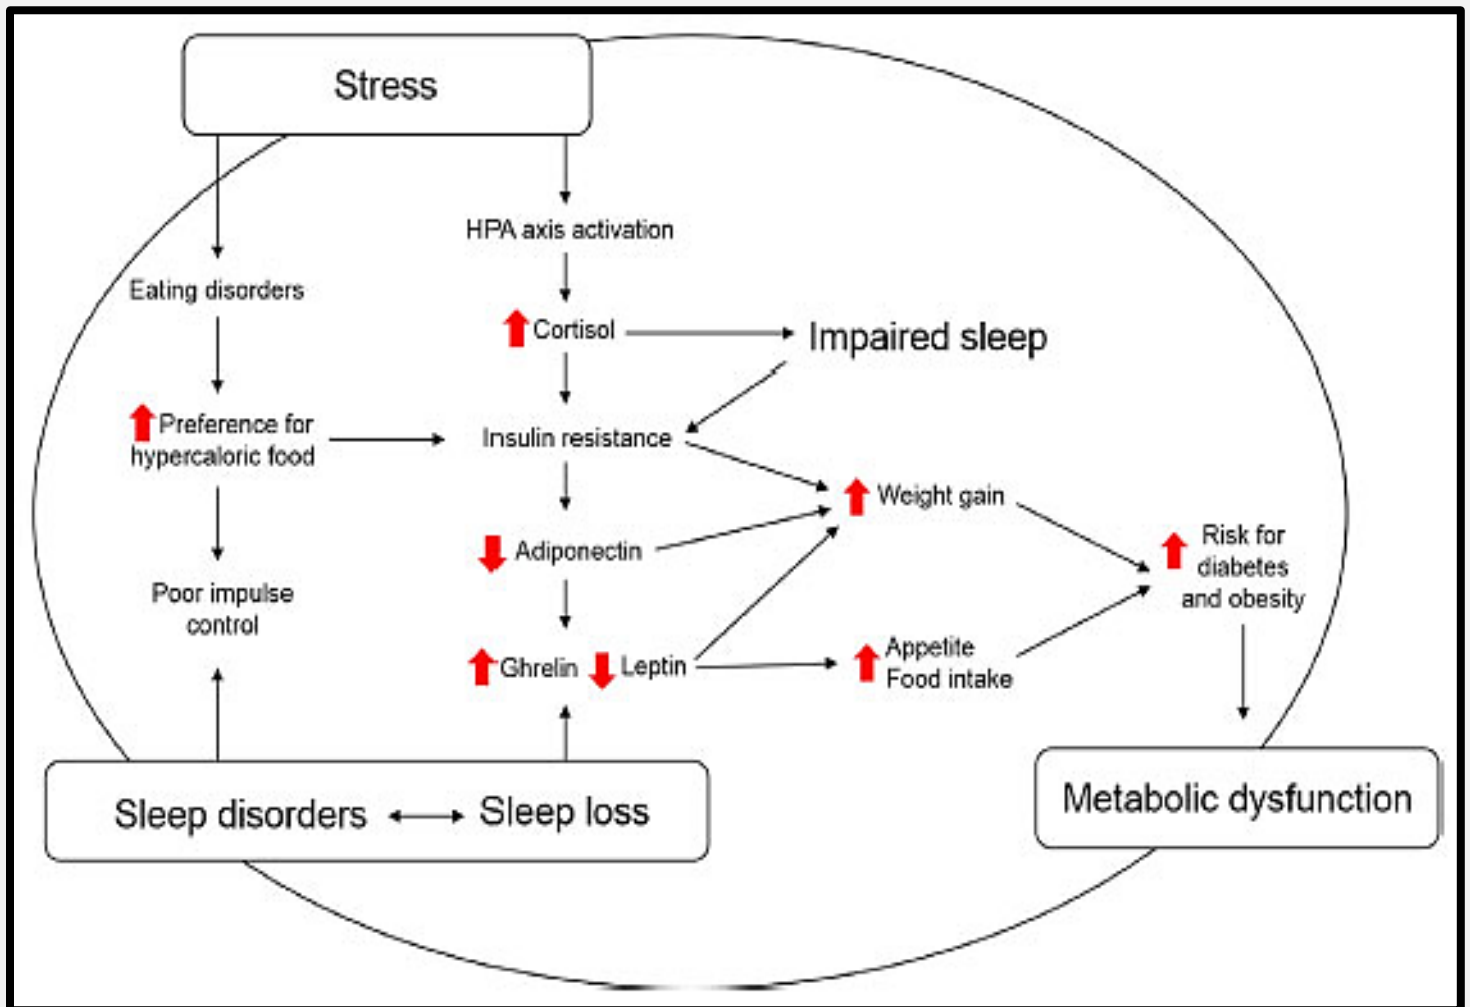 Stress
HPA axis activation
Eating disorders
Cortisol
Impaired sleep
Preference for
hypercaloric food
Insulin resistance
Weight gain
Adiponectin
Risk for
diabetes
and obesity
Poor impulse
control
Ghrelin
Leptin
Appetite
Food intake
Sleep disorders
Sleep loss
Metabolic dysfunction